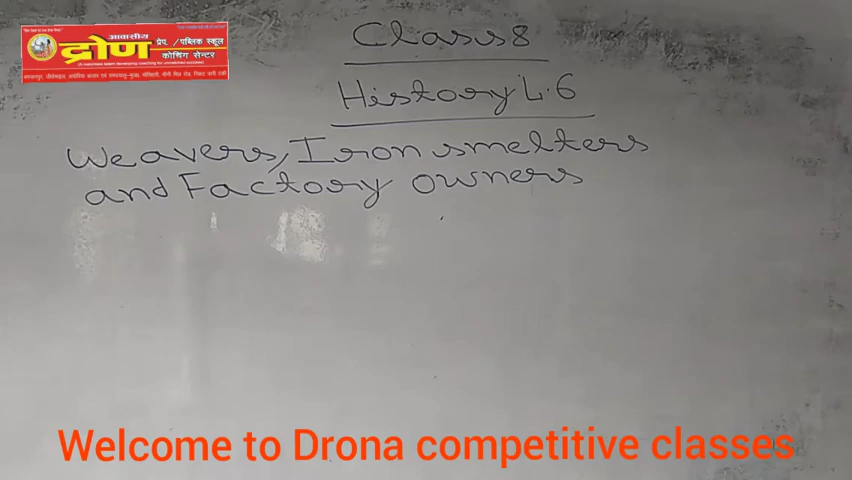 आवासीय
द्रोण प्रेप. / पब्लिक स्कूल
कोचिंग सेन्टर
Class 8
History L.6
Weavers, Iron smelters
and Factory owners
Welcome to Drona competitive classes